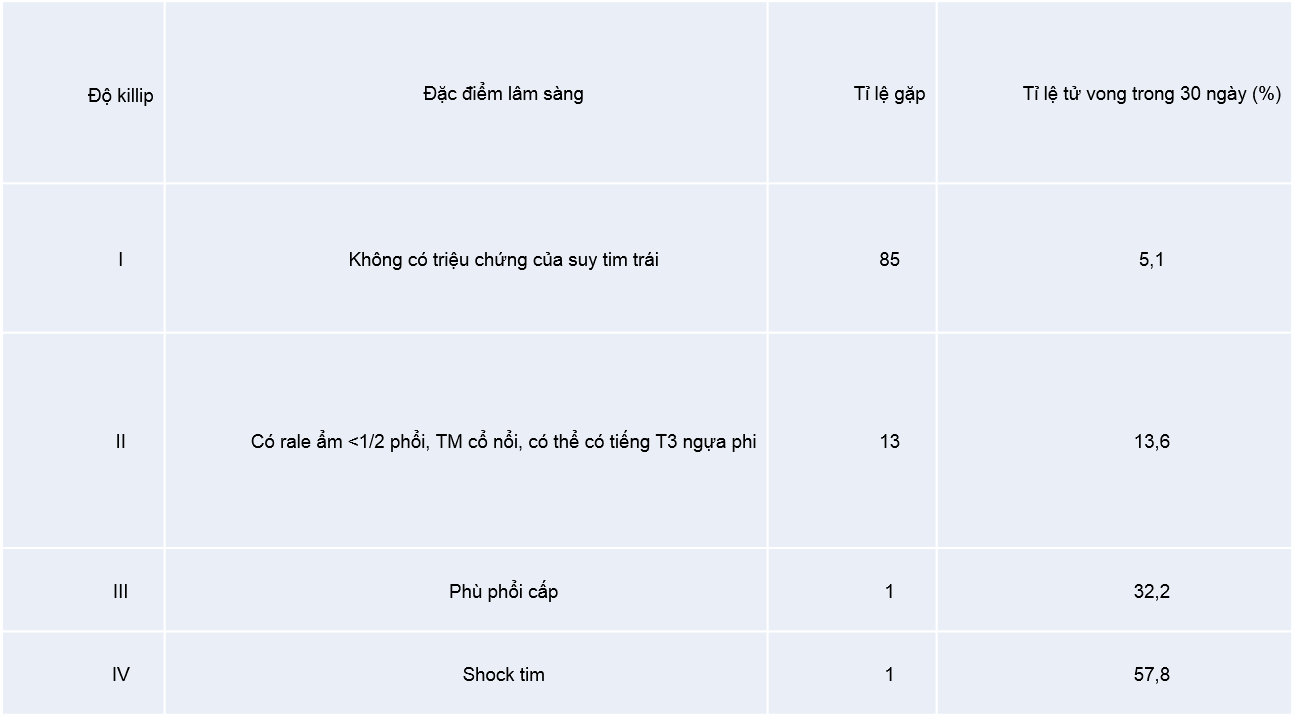 Độ killip Đặc điểm lâm sàng Tỉ lệ gặp Tỉ lệ tử vong trong 30 ngày (%)
I Không có triệu chứng của suy tim trái 85 5,1
II Có rale ẩm <1/2 phổi, TM cổ nổi, có thể có tiếng T3 ngựa phi 13 13,6
III Phù phổi cấp 1 32,2
IV Shock tim 1 57,8